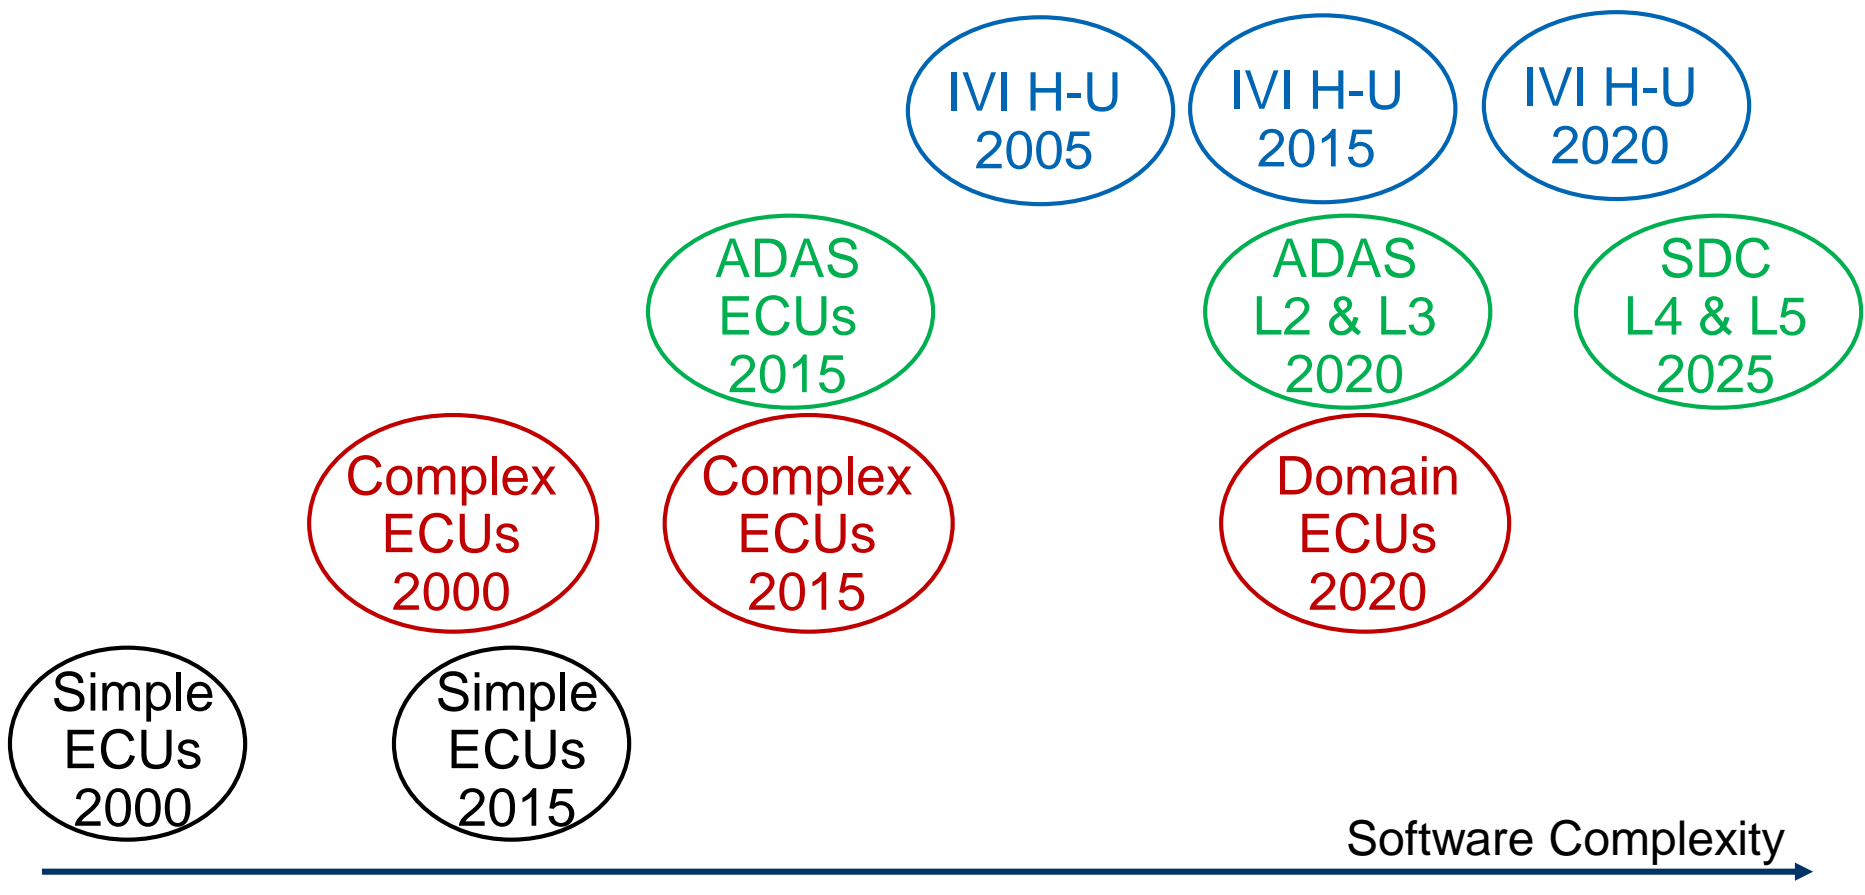 IVI H-U
2005
IVI H-U
2015
IVI H-U
2020
ADAS
ECUs
2015
ADAS
L2 & L3
2020
SDC
L4 & L5
2025
Complex
ECUs
2000
Complex
ECUs
2015
Domain
ECUs
2020
Simple
ECUs
2000
Simple
ECUs
2015
Software Complexity